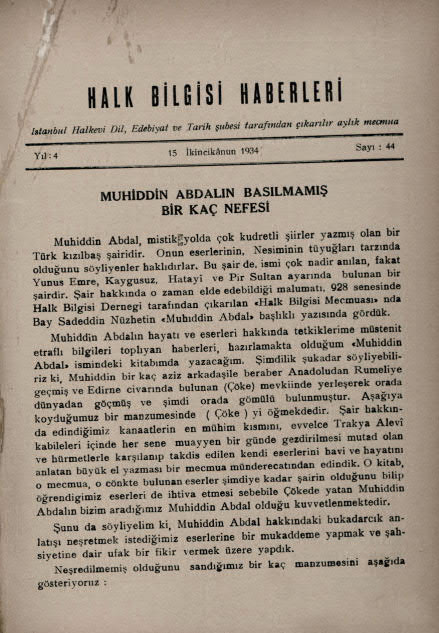 HALK BİLGİSİ HABERLERİ
Istanbul Halkevi Dil, Edebiyat ve Tarih şubesi tarafından çıkarılır aylık mecmua
Yıl: 4 15 İkincikânun 1934 Sayı : 44
MUHİDDİN ABDALIN BASILMAMIŞ
BİR KAÇ NEFESİ
Muhiddin Abdal, mistik yolda çok kudretli şiirler yazmış olan bir
Türk kızılbaş şairidir. Onun eserlerinin, Nesiminin tüyuğları tarzında
olduğunu söyliyenler haklıdırlar. Bu şair de, ismi çok nadir anılan, fakat
Yunus Emre, Kaygusuz, Hatayî ve Pir Sultan ayarında bulunan bir
şairdir. Şair hakkında o zaman elde edebildiği malumatı, 928 senesinde
Halk Bilgisi Dernegi tarafından çıkarılan «Halk Bilgisi Mecmuası» nda
Bay Sadeddin Nüzhetin «Muhiddin Abdal» başlıklı yazısında gördük.
Muhiddin Abdalın hayatı ve eserleri hakkında tetkiklerime müstenit
etraflı bilgileri toplıyan haberleri, hazırlamakta olduğum «Muhiddin
Abdal» ismindeki kitabımda yazacağım. Şimdilik şukadar söyliyebili-
riz ki, Muhiddin bir kaç aziz arkadaşile beraber Anadoludan Rumeliye
geçmiş ve Edirne civarında bulunan (Çöke) mevkiinde yerleşerek orada
dünyadan göçmüş ve şimdi orada gömülü bulunmuştur. Aşağıya
koyduğumuz bir manzumesinde ( Çöke ) yi öğmekdedir. Şair hakkın-
da edindiğimiz kanaatlerin en mühim kısmını, evvelce Trakya Alevî
kabileleri içinde her sene muayyen bir günde gezdirilmesi mutad olan
ve hürmetlerle karşılanıp takdis edilen kendi eserlerini havi ve hayatını
anlatan büyük el yazması bir mecmua münderecatından edindik. O kitab,
o mecmua, o cönkte bulunan eserler şimdiye kadar şairin olduğunu bilip
öğrendigimiz eserleri de ihtiva etmesi sebebile Çökede yatan Muhiddin
Abdalın bizim aradığımız Muhiddin Abdal olduğu kuvvetlenmektedir.
Şunu da söyliyelim ki, Muhiddin Abdal hakkındaki bukadarcık an-
latışı neşretmek istediğimiz eserlerine bir mukaddeme yapmak ve şah-
siyetine dair ufak bir fikir vermek üzere yapdık.
Neşredilmemiş olduğunu sandığımız bir kaç manzumesini aşağıda
gösteriyoruz :